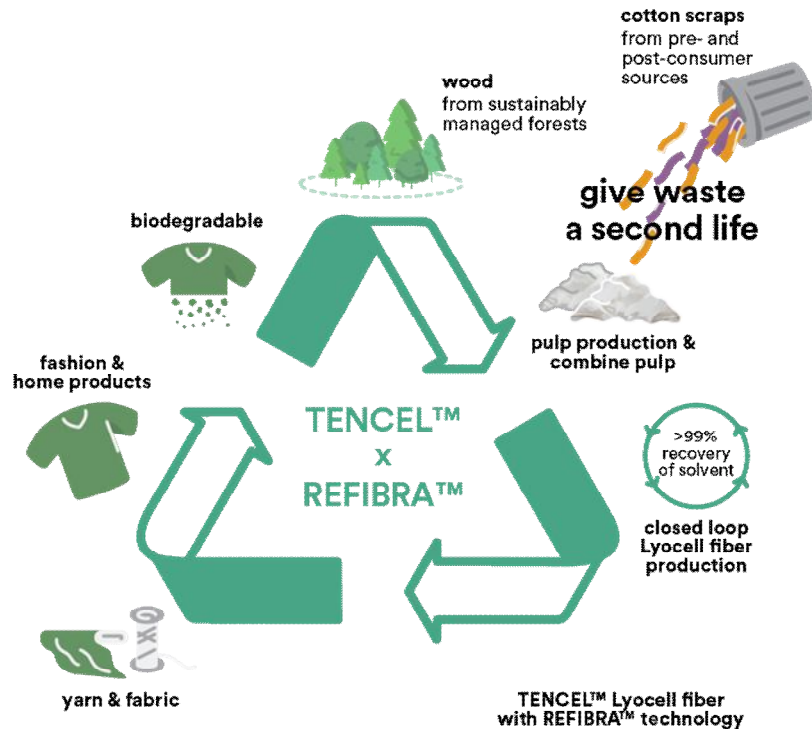 cotton scraps
from pre- and
post-consumer
sources
wood
from sustainably
managed forests
give waste
a second life
biodegradable
pulp production &
combine pulp
fashion &
home products
TENCEL™
x
REFIBRA™
>99%
recovery
of solvent
closed loop
Lyocell fiber
production
yarn & fabric
TENCEL™ Lyocell fiber
with REFIBRA™ technology